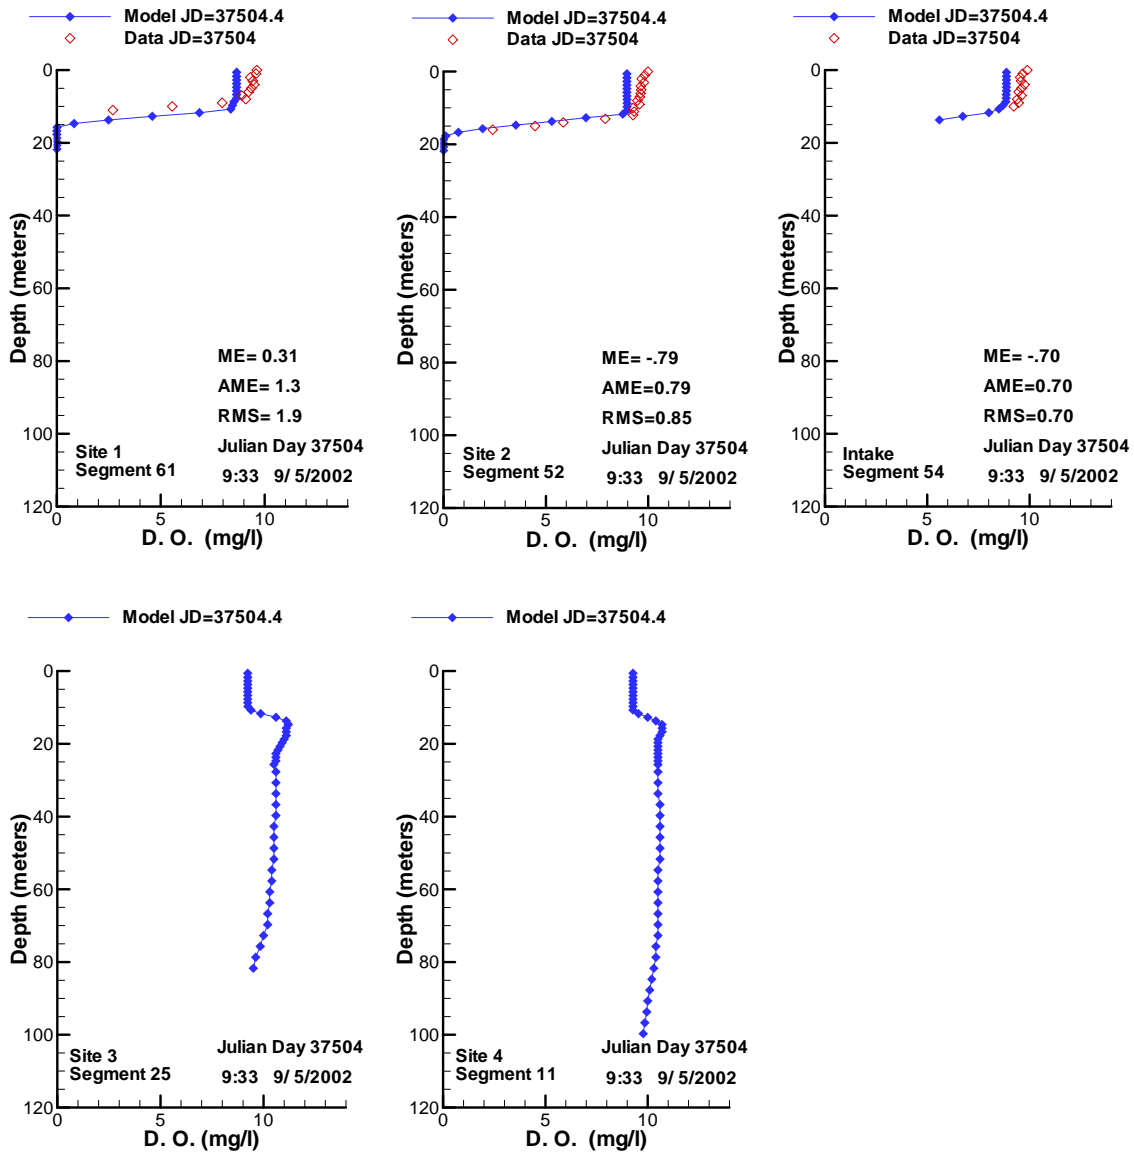 Model JD=37504.4
Data JD=37504
0
20
40
60
80
100
120
Depth (meters)
ME= 0.31
AME= 1.3
RMS= 1.9
Site 1
Segment 61
Julian Day 37504
9:33 9/ 5/2002
0 5 10
D. O. (mg/l)
Model JD=37504.4
Data JD=37504
0
20
40
60
80
100
120
Depth (meters)
ME= -.79
AME=0.79
RMS=0.85
Site 2
Segment 52
Julian Day 37504
9:33 9/ 5/2002
0 5 10
D. O. (mg/l)
Model JD=37504.4
Data JD=37504
0
20
40
60
80
100
120
Depth (meters)
ME= -.70
AME=0.70
RMS=0.70
Intake
Segment 54
Julian Day 37504
9:33 9/ 5/2002
0 5 10
D. O. (mg/l)
Model JD=37504.4
0
20
40
60
80
100
120
Depth (meters)
Site 3
Segment 25
Julian Day 37504
9:33 9/ 5/2002
0 5 10
D. O. (mg/l)
Model JD=37504.4
0
20
40
60
80
100
120
Depth (meters)
Site 4
Segment 11
Julian Day 37504
9:33 9/ 5/2002
0 5 10
D. O. (mg/l)